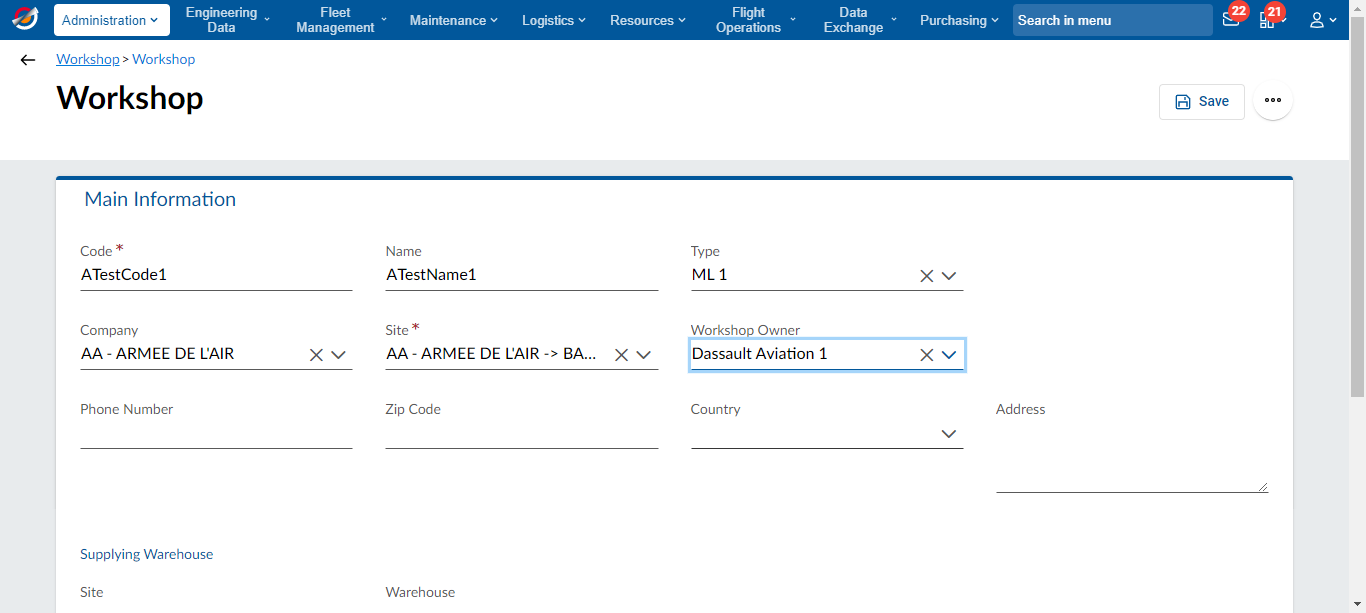 Administration
Engineering Data
Fleet Management
Maintenance
Logistics
Resources
Flight Operations
Data Exchange
Purchasing
Search in menu
22
21
Workshop > Workshop
Workshop
Save
Main Information
Code *
Name
Type
ATestCode1
ATestName1
ML 1
Company
Site *
Workshop Owner
AA - ARMEE DE L'AIR
AA - ARMEE DE L'AIR -> BA...
Dassault Aviation 1
Phone Number
Zip Code
Country
Address
Supplying Warehouse
Site
Warehouse